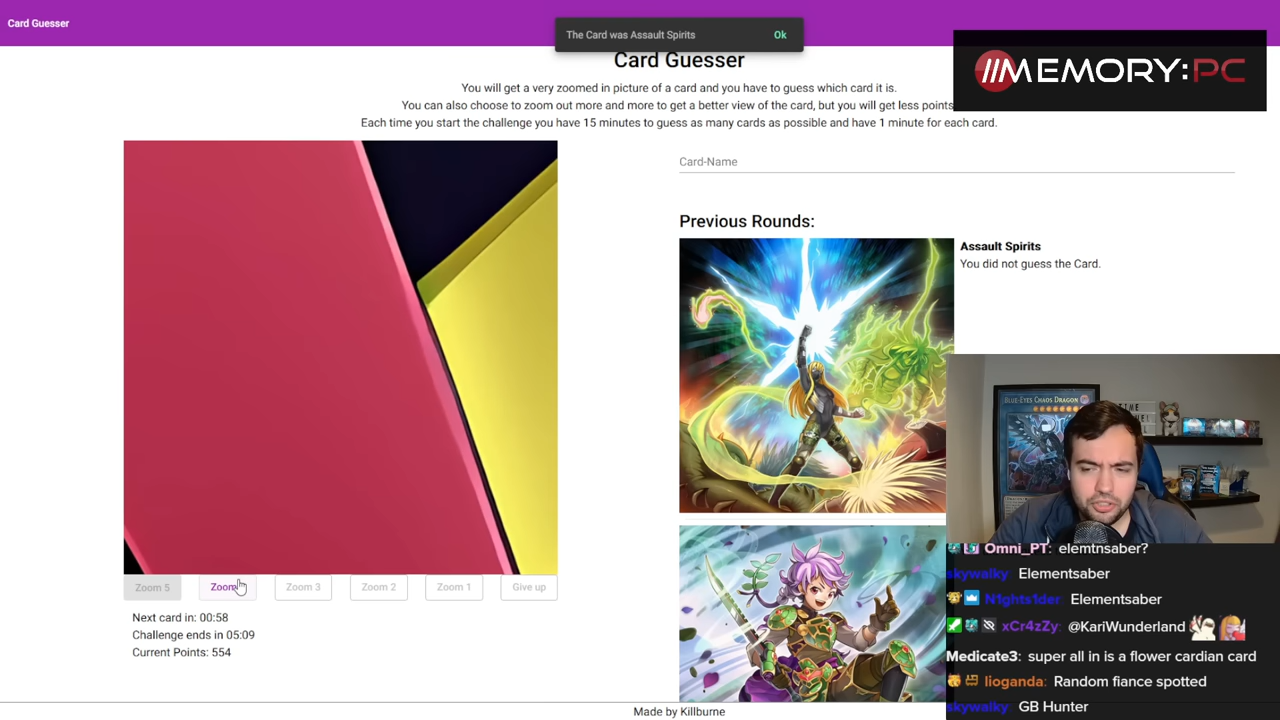 Card Guesser
The Card was Assault Spirits
Ok
//MEMORY:PC
Card Guesser
You will get a very zoomed in picture of a card and you have to guess which card it is.
You can also choose to zoom out more and more to get a better view of the card, but you will get less points
Each time you start the challenge you have 15 minutes to guess as many cards as possible and have 1 minute for each card.
Card-Name
Previous Rounds:
Assault Spirits
You did not guess the Card.
BLUE-EYES CHAOS DRAGON
Zoom 5
Zoom
Zoom 3
Zoom 2
Zoom 1
Give up
Next card in: 00:58
Challenge ends in 05:09
Current Points: 554
Omni_PT: elemtnsaber?
skywalky: Elementsaber
N1ghts1der: Elementsaber
xCr4zZy: @KariWunderland
Medicate3: super all in is a flower cardian card
lioganda: Random fiance spotted
skywalky: GB Hunter
Made by Killburne